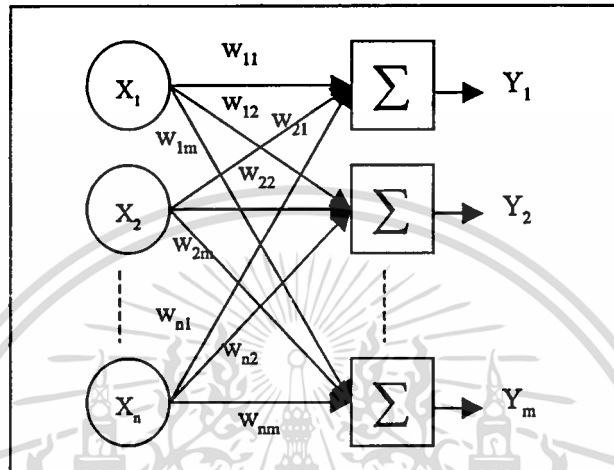 W11
X1 Σ Y1
W12
W21
W1m
W22
X2 Σ Y2
W2m
Wn1
Wn2
Xn Σ Ym
Wnm